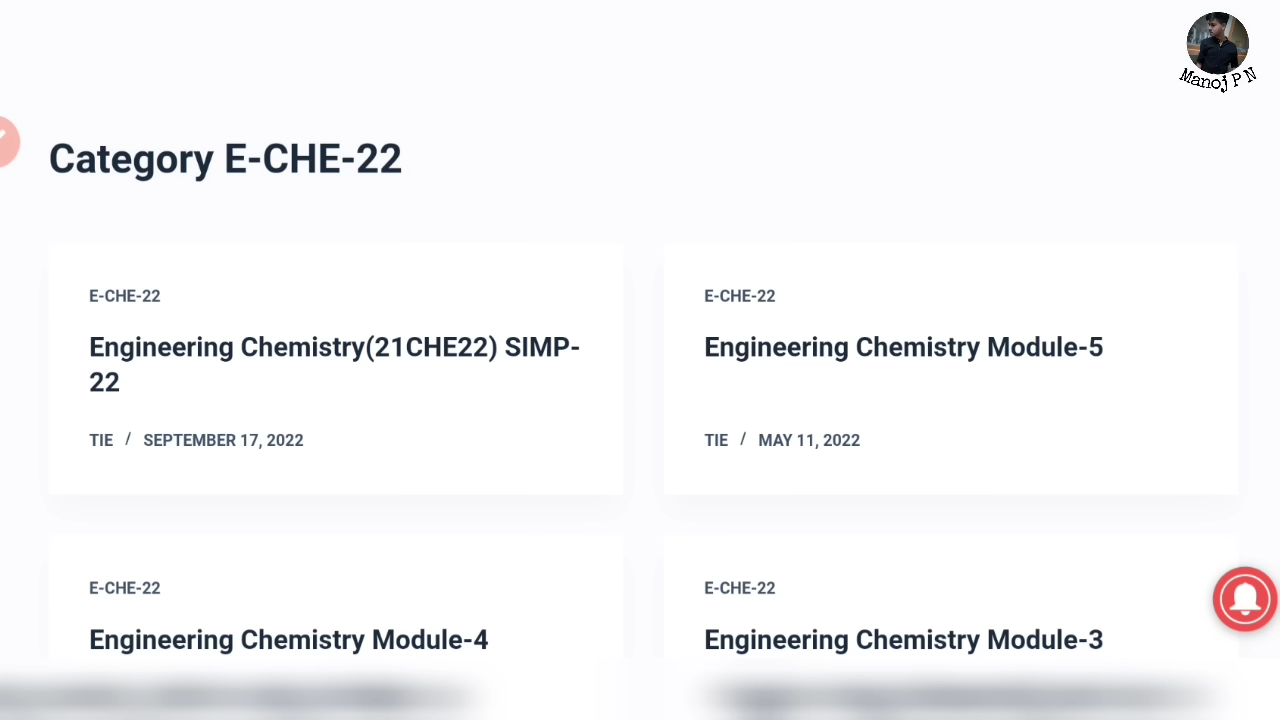 Manoj P N
Category E-CHE-22
E-CHE-22
Engineering Chemistry(21CHE22) SIMP-
22
TIE / SEPTEMBER 17, 2022
E-CHE-22
Engineering Chemistry Module-5
TIE / MAY 11, 2022
E-CHE-22
Engineering Chemistry Module-4
E-CHE-22
Engineering Chemistry Module-3